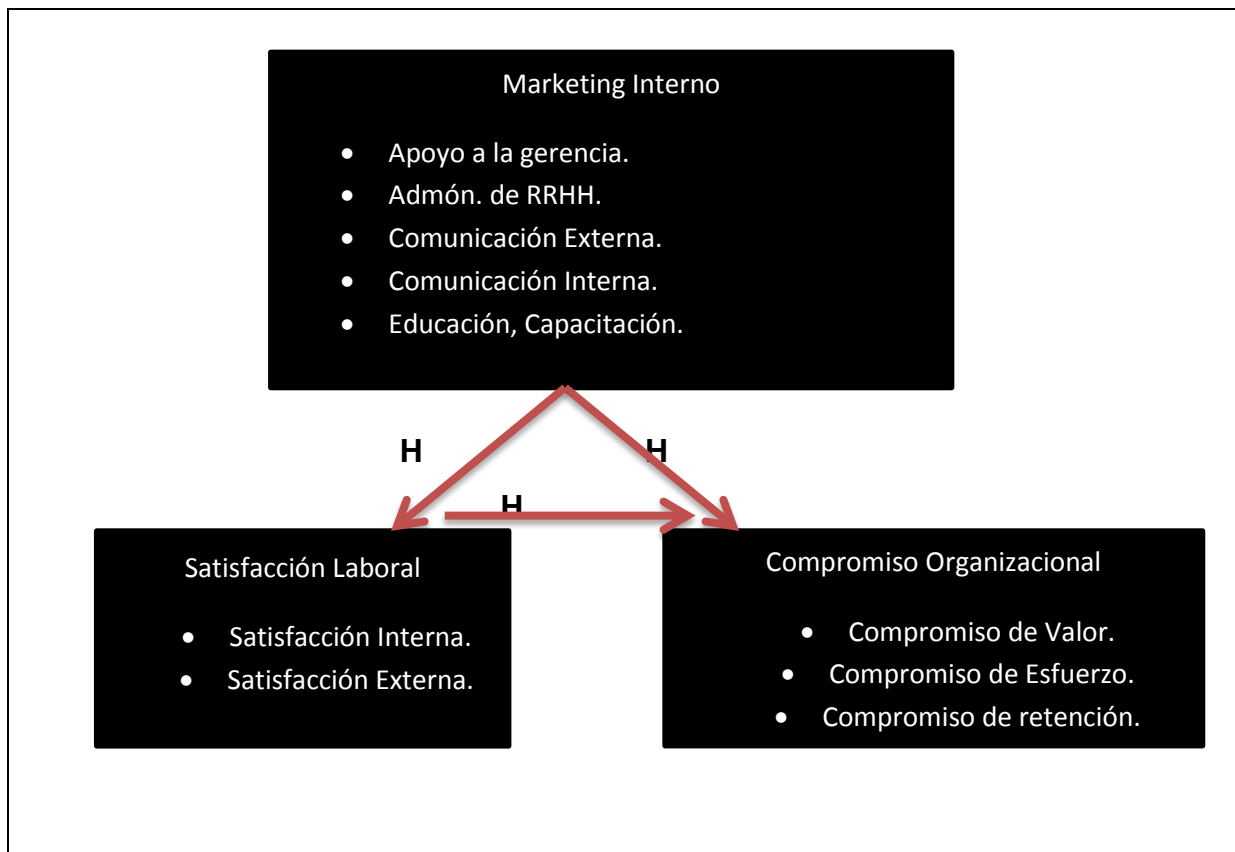 Marketing Interno
• Apoyo a la gerencia.
• Admón. de RRHH.
• Comunicación Externa.
• Comunicación Interna.
• Educación, Capacitación.
H
H
H
Satisfacción Laboral
• Satisfacción Interna.
• Satisfacción Externa.
Compromiso Organizacional
• Compromiso de Valor.
• Compromiso de Esfuerzo.
• Compromiso de retención.